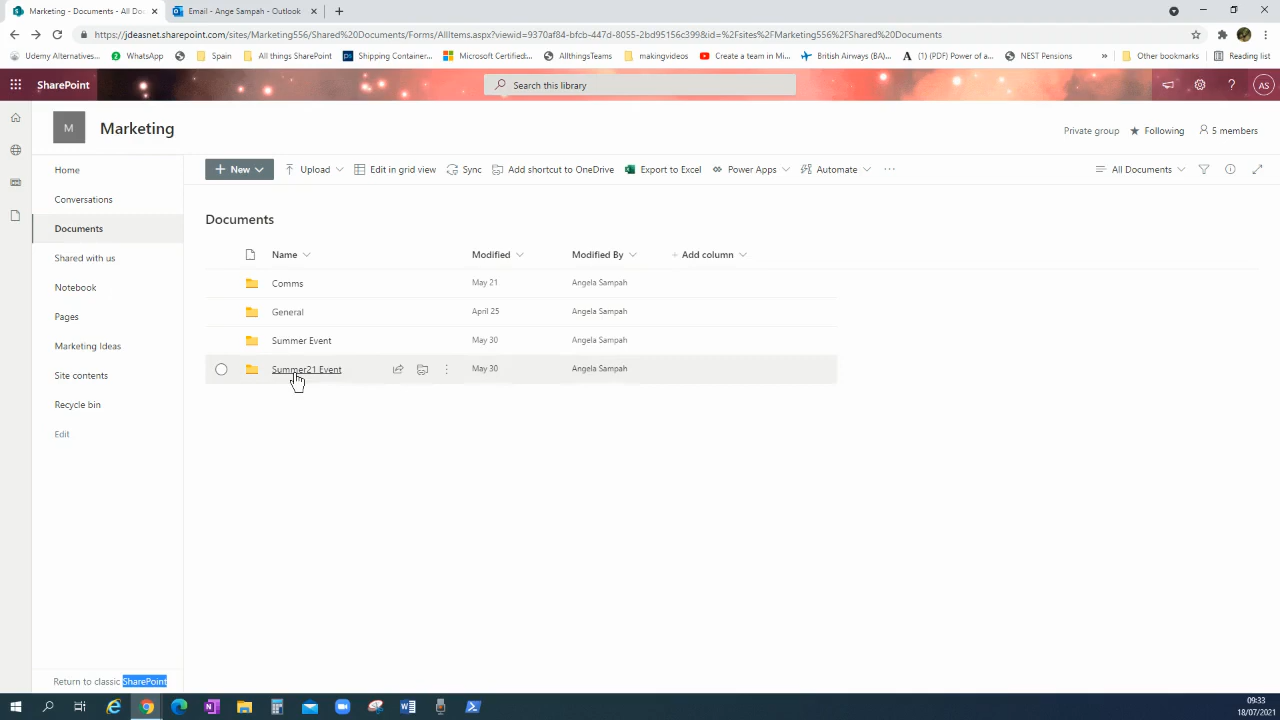 Marketing - Documents - All Do
Email - Ange Sampah - Outlook
https://jdeasnet.sharepoint.com/sites/Marketing556/Shared%20Documents/Forms/AllItems.aspx?viewid=9370af84-bfcb-447d-8055-2bd95156c399&id=%2Fsites%2FMarketing556%2FShared%20Documents
Udemy Alternatives...
WhatsApp
Spain
All things SharePoint
Shipping Container...
Microsoft Certified:...
AllthingsTeams
makingvideos
Create a team in Mi...
British Airways (BA)...
(1) (PDF) Power of a...
NEST Pensions
»
Other bookmarks
Reading list
SharePoint
Search this library
?
AS
M
Marketing
Private group
★ Following
5 members
Home
Conversations
Documents
Shared with us
Notebook
Pages
Marketing Ideas
Site contents
Recycle bin
Edit
+ New
Upload
Edit in grid view
Sync
Add shortcut to OneDrive
Export to Excel
Power Apps
Automate
...
All Documents
Documents
Name
Modified
Modified By
+ Add column
Comms
May 21
Angela Sampah
General
April 25
Angela Sampah
Summer Event
May 30
Angela Sampah
Summer21 Event
May 30
Angela Sampah
Return to classic SharePoint
09:33
18/07/2021